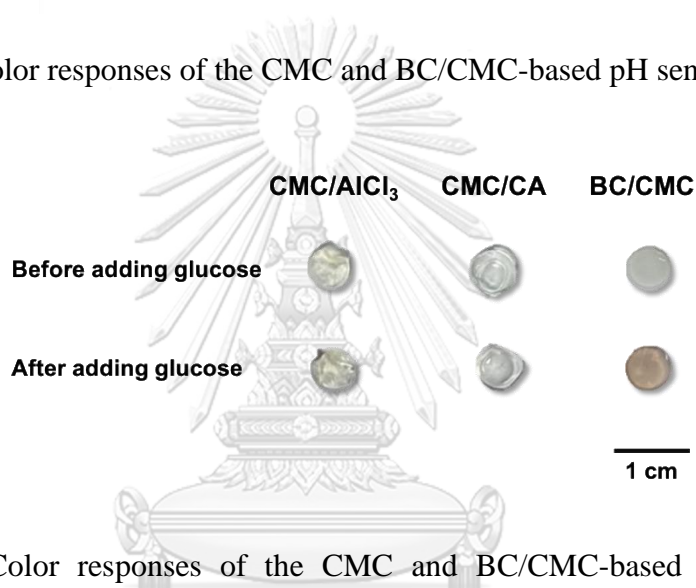 olor responses of the CMC and BC/CMC-based pH sen
CMC/AlCl₃ CMC/CA BC/CMC
Before adding glucose
After adding glucose
1 cm
Color responses of the CMC and BC/CMC-based